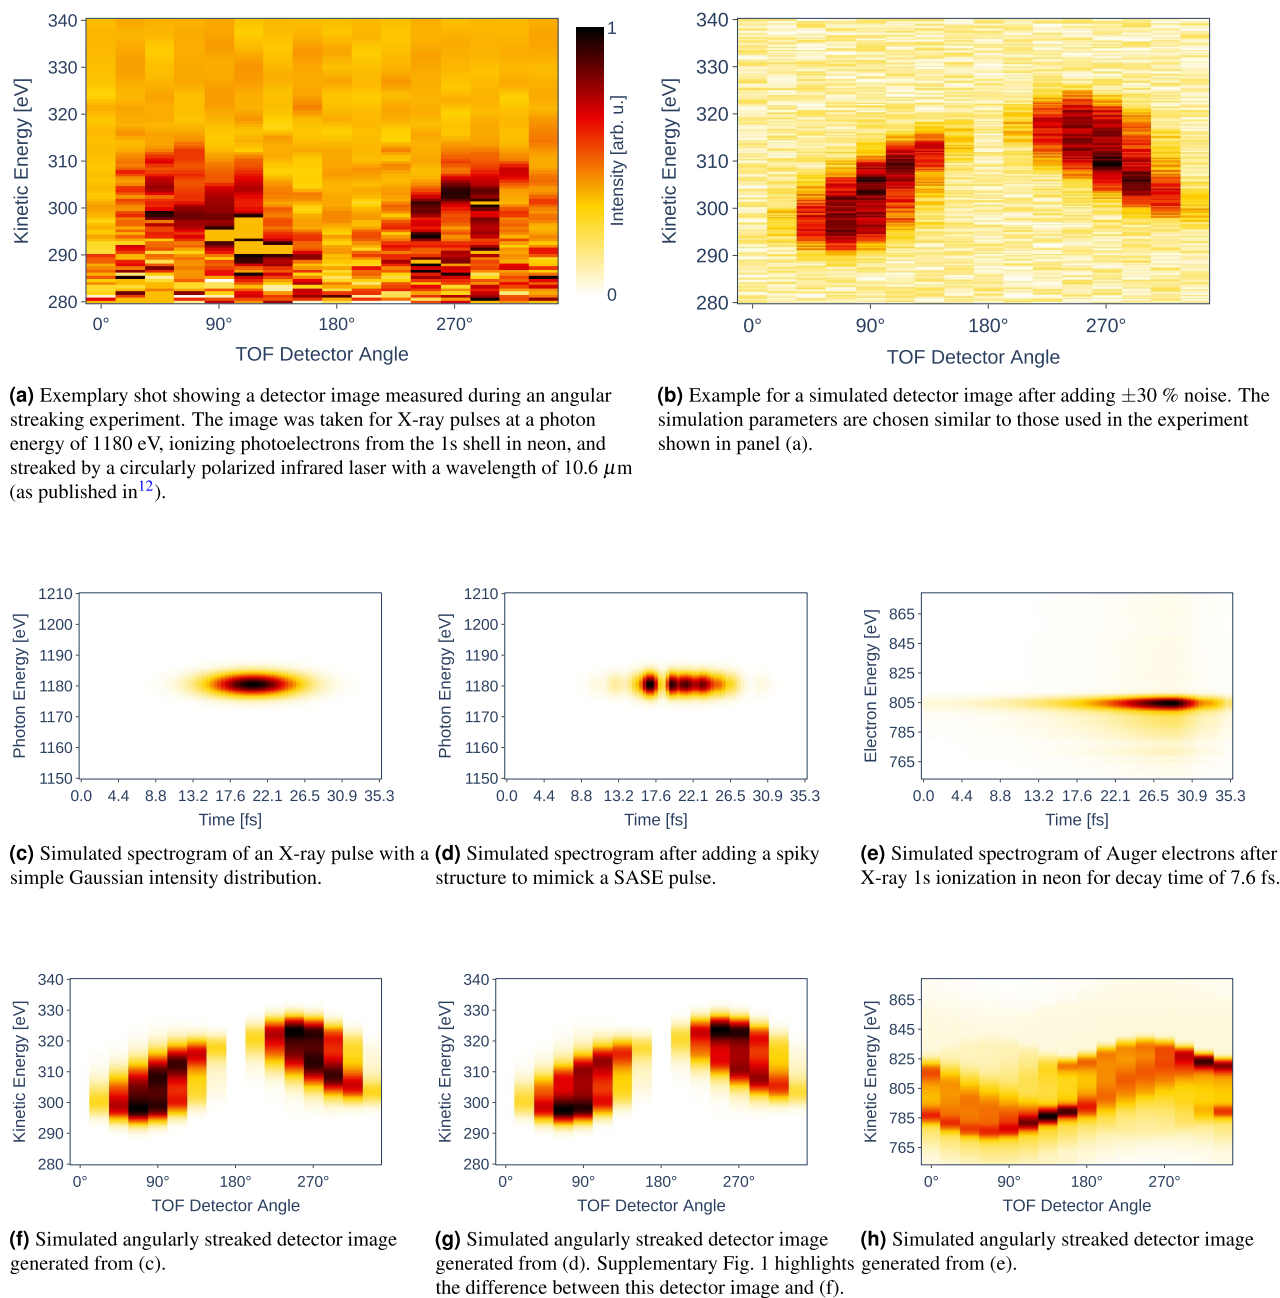 340
330
320
310
300
290
280
Kinetic Energy [eV]
0°
90°
180°
270°
TOF Detector Angle
1
0
Intensity [arb. u.]
340
330
320
310
300
290
280
Kinetic Energy [eV]
0°
90°
180°
270°
TOF Detector Angle
(a) Exemplary shot showing a detector image measured during an angular
streaking experiment. The image was taken for X-ray pulses at a photon
energy of 1180 eV, ionizing photoelectrons from the 1s shell in neon, and
streaked by a circularly polarized infrared laser with a wavelength of 10.6 μm
(as published in12).
(b) Example for a simulated detector image after adding ±30 % noise. The
simulation parameters are chosen similar to those used in the experiment
shown in panel (a).
1210
1200
1190
1180
1170
1160
1150
Photon Energy [eV]
0.0 4.4 8.8 13.2 17.6 22.1 26.5 30.9 35.3
Time [fs]
1210
1200
1190
1180
1170
1160
1150
Photon Energy [eV]
0.0 4.4 8.8 13.2 17.6 22.1 26.5 30.9 35.3
Time [fs]
865
845
825
805
785
765
Electron Energy [eV]
0.0 4.4 8.8 13.2 17.6 22.1 26.5 30.9 35.3
Time [fs]
(c) Simulated spectrogram of an X-ray pulse with a
simple Gaussian intensity distribution.
(d) Simulated spectrogram after adding a spiky
structure to mimick a SASE pulse.
(e) Simulated spectrogram of Auger electrons after
X-ray 1s ionization in neon for decay time of 7.6 fs.
340
330
320
310
300
290
280
Kinetic Energy [eV]
0°
90°
180°
270°
TOF Detector Angle
340
330
320
310
300
290
280
Kinetic Energy [eV]
0°
90°
180°
270°
TOF Detector Angle
865
845
825
805
785
765
Kinetic Energy [eV]
0°
90°
180°
270°
TOF Detector Angle
(f) Simulated angularly streaked detector image
generated from (c).
(g) Simulated angularly streaked detector image
generated from (d). Supplementary Fig. 1 highlights
the difference between this detector image and (f).
(h) Simulated angularly streaked detector image
generated from (e).